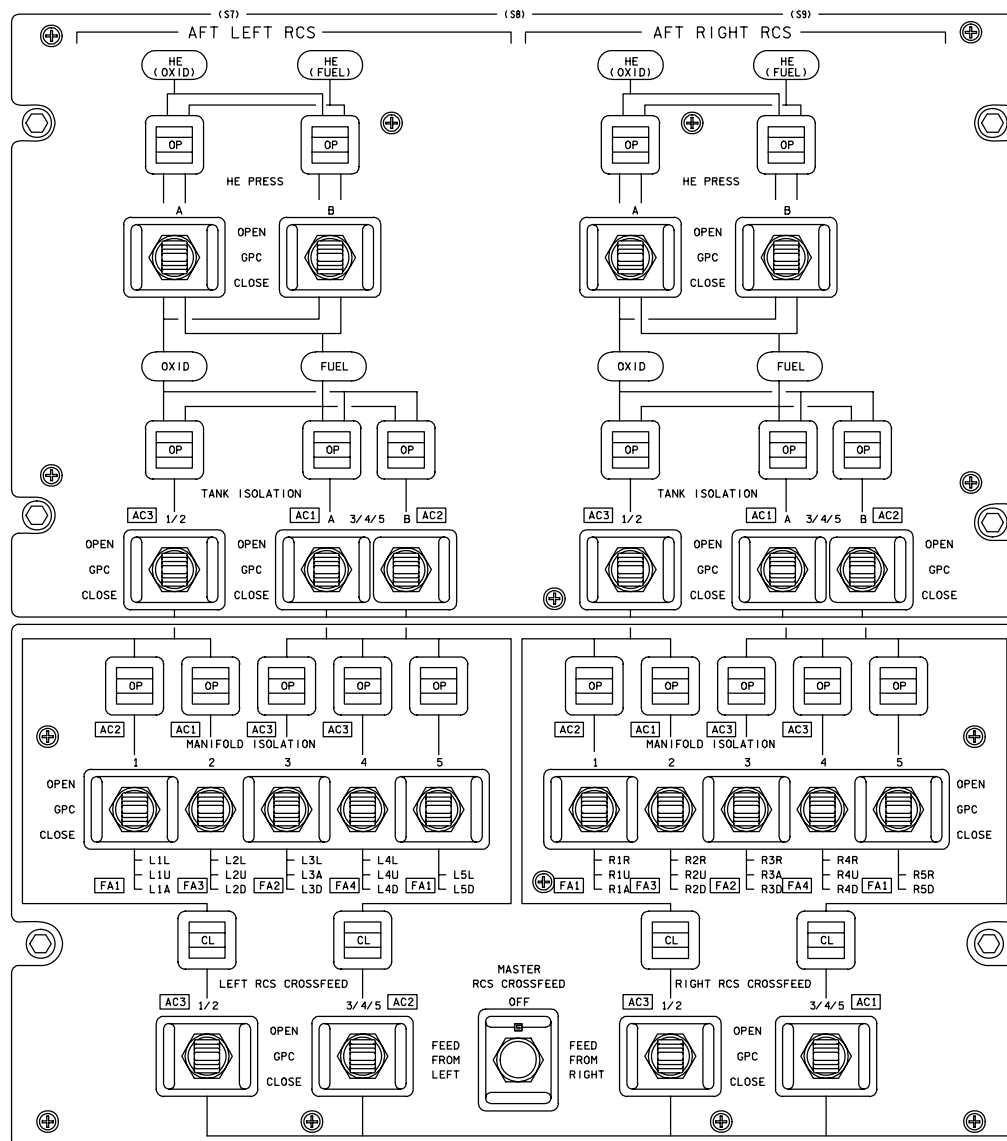 (S7) (S8) (S9)
AFT LEFT RCS AFT RIGHT RCS
HE (OXID) HE (FUEL) HE (OXID) HE (FUEL)
OP OP OP OP
HE PRESS HE PRESS
A B A B
OPEN OPEN
GPC GPC
CLOSE CLOSE
OXID FUEL OXID FUEL
OP OP OP OP OP OP
TANK ISOLATION TANK ISOLATION
AC3 1/2 AC1 A 3/4/5 B AC2 AC3 1/2 AC1 A 3/4/5 B AC2
OPEN OPEN OPEN OPEN
GPC GPC GPC GPC
CLOSE CLOSE CLOSE CLOSE
OP OP OP OP OP OP OP OP OP OP
AC2 AC1 AC3 AC3 AC2 AC1 AC3 AC3
MANIFOLD ISOLATION MANIFOLD ISOLATION
1 2 3 4 5 1 2 3 4 5
OPEN OPEN
GPC GPC
CLOSE CLOSE
L1L L2L L3L L4L R1R R2R R3R R4R
L1U L2U L3A L4U L5L R1U R2U R3A R4U R5R
FA1 L1A FA3 L2D FA2 L3D FA4 L4D FA1 L5D FA1 R1A FA3 R2D FA2 R3D FA4 R4D FA1 R5D
CL CL CL CL
LEFT RCS CROSSFEED MASTER RCS CROSSFEED RIGHT RCS CROSSFEED
AC3 1/2 3/4/5 AC2 OFF AC3 1/2 3/4/5 AC1
OPEN FEED FEED OPEN
GPC FROM FROM GPC
CLOSE LEFT RIGHT CLOSE